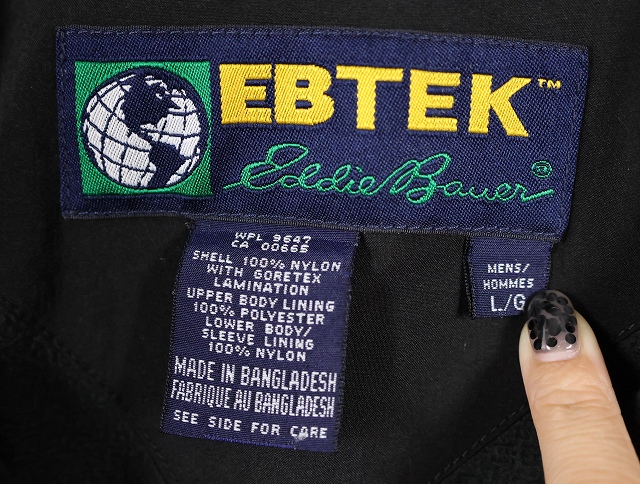 EBTEK™
Eddie Bauer®
WPL 9647
CA 00665
SHELL 100% NYLON
WITH GORETEX
LAMINATION
UPPER BODY LINING
100% POLYESTER
LOWER BODY/
SLEEVE LINING
100% NYLON
MADE IN BANGLADESH
FABRIQUE AU BANGLADESH
SEE SIDE FOR CARE
MENS/
HOMMES
L/G